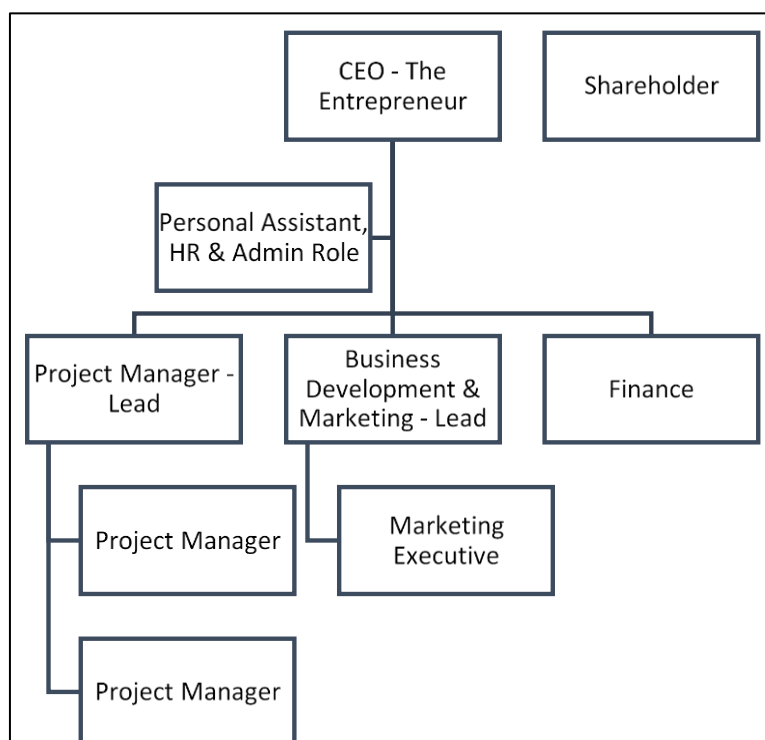 CEO - The
Entrepreneur
Shareholder
Personal Assistant,
HR & Admin Role
Project Manager -
Lead
Business
Development &
Marketing - Lead
Finance
Project Manager
Marketing
Executive
Project Manager